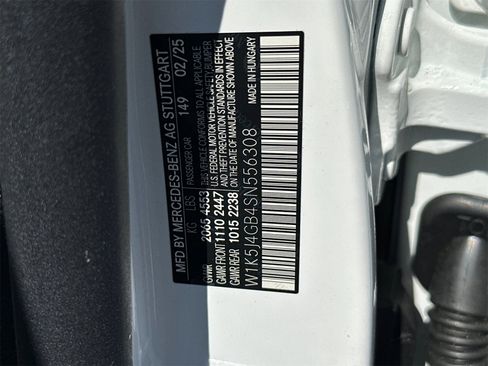 MFD BY MERCEDES-BENZ AG STUTTGART
PASSENGER CAR 149 02/25
KG LBS THIS VEHICLE CONFORMS TO ALL APPLICABLE
GVWR 2065 4553 U.S. FEDERAL MOTOR VEHICLE SAFETY BUMPER
GAWR FRONT 1110 2447 AND THEFT PREVENTION STANDARDS IN EFFECT
GAWR REAR 1015 2238 ON THE DATE OF MANUFACTURE SHOWN ABOVE
W1K5J4GB4SN556308
MADE IN HUNGARY